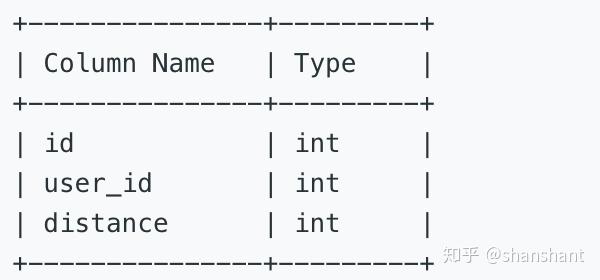 +---------------+---------+
| Column Name   | Type    |
+---------------+---------+
| id            | int     |
| user_id       | int     |
| distance      | int     |
+---------------+---------+
知乎 @shanshant